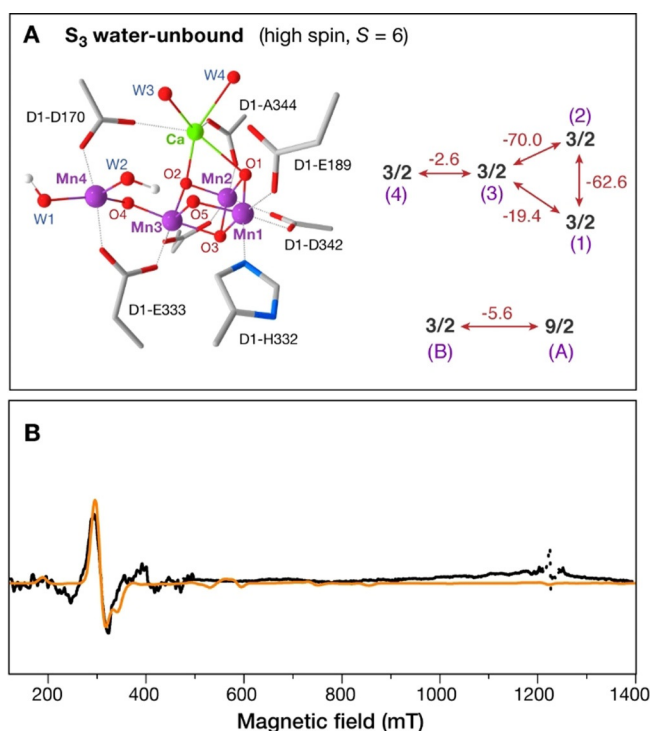 A S₃ water-unbound (high spin, S = 6)
W4
W3
D1-D170
D1-A344
(2)
Ca
3/2
D1-E189
-70.0
Mn4
W2
O2
Mn2
O1
3/2 -2.6 3/2
-62.6
(4) (3)
-19.4
W1
O4
O5
3/2
Mn3
Mn1
(1)
O3
D1-D342
D1-E333
3/2 -5.6 9/2
D1-H332
(B) (A)
B
200 400 600 800 1000 1200 1400
Magnetic field (mT)